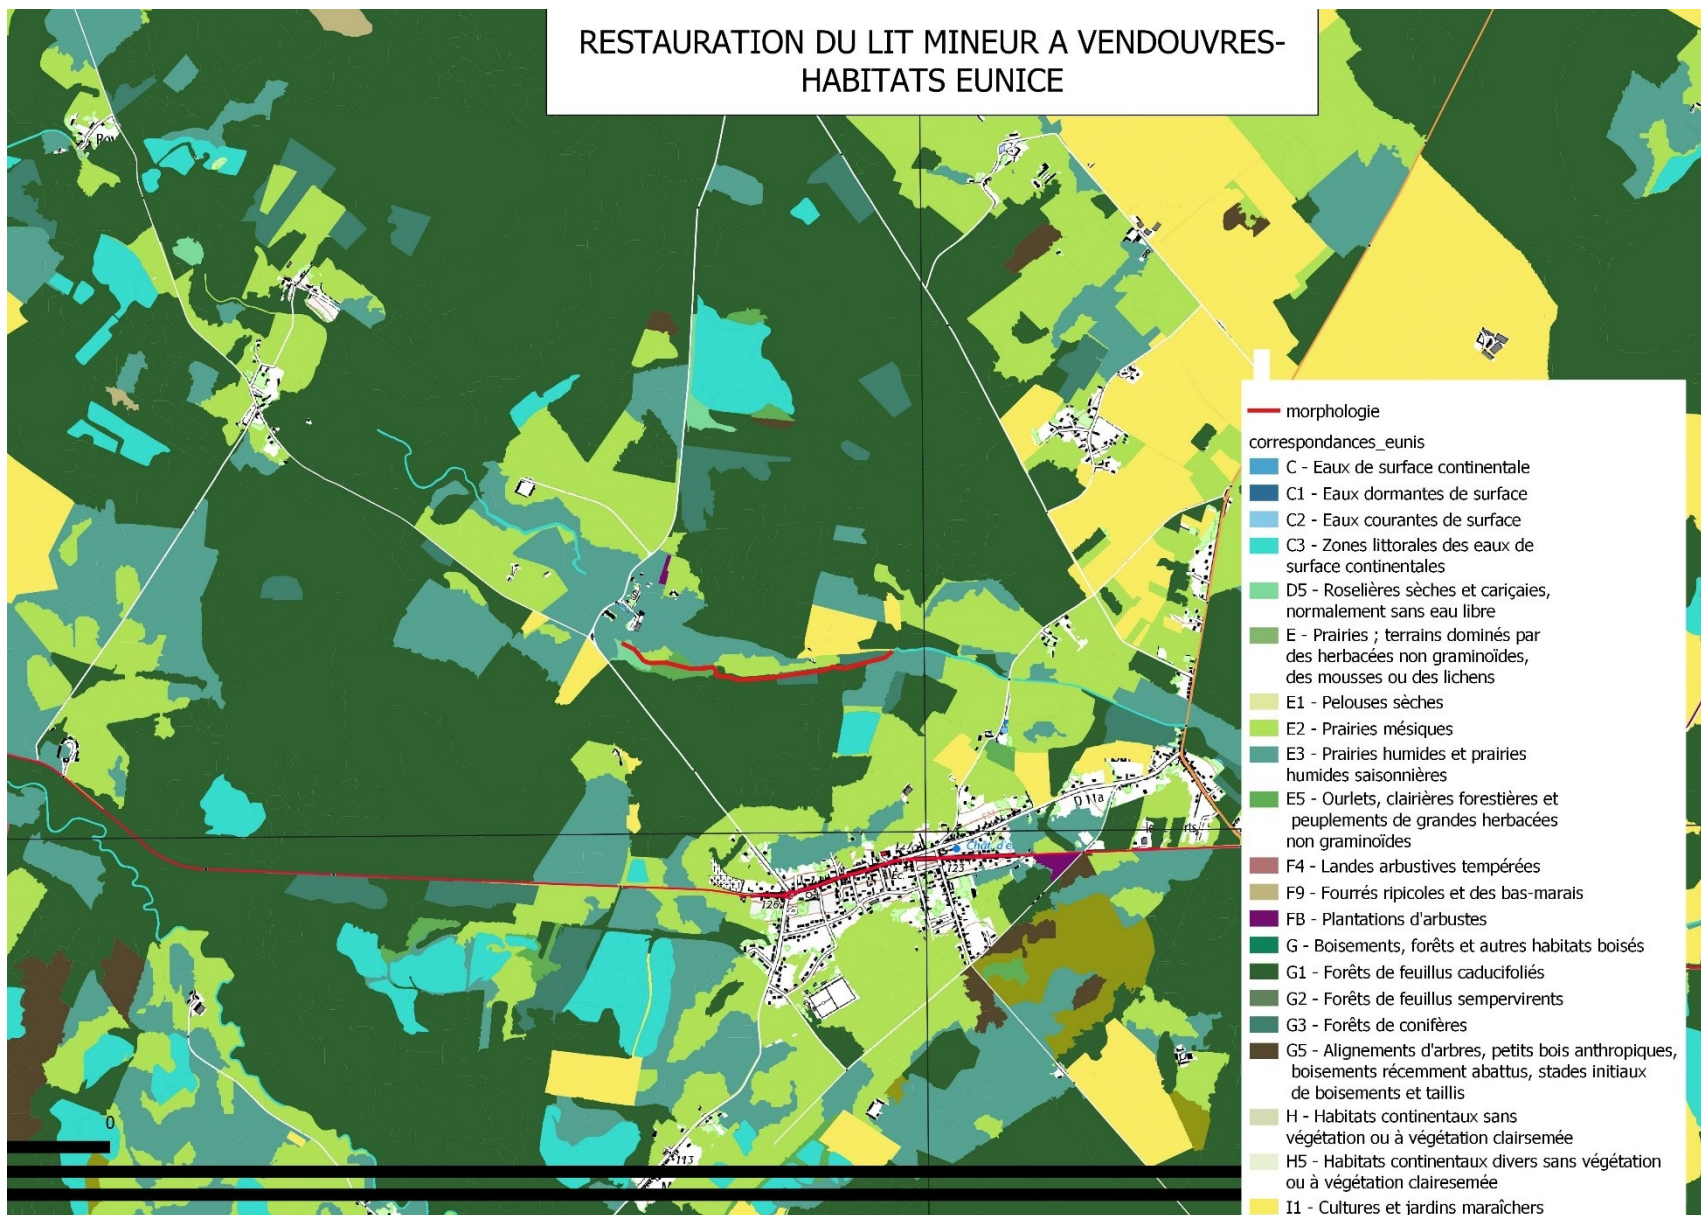 RESTAURATION DU LIT MINEUR A VENDOUVRES-
HABITATS EUNICE
morphologie
correspondances_eunis
C - Eaux de surface continentale
C1 - Eaux dormantes de surface
C2 - Eaux courantes de surface
C3 - Zones littorales des eaux de
surface continentales
D5 - Roselières sèches et cariçaies,
normalement sans eau libre
E - Prairies ; terrains dominés par
des herbacées non graminoïdes,
des mousses ou des lichens
E1 - Pelouses sèches
E2 - Prairies mésiques
E3 - Prairies humides et prairies
humides saisonnières
E5 - Ourlets, clairières forestières et
peuplements de grandes herbacées
non graminoïdes
F4 - Landes arbustives tempérées
F9 - Fourrés ripicoles et des bas-marais
FB - Plantations d'arbustes
G - Boisements, forêts et autres habitats boisés
G1 - Forêts de feuillus caducifoliés
G2 - Forêts de feuillus sempervirents
G3 - Forêts de conifères
G5 - Alignements d'arbres, petits bois anthropiques,
boisements récemment abattus, stades initiaux
de boisements et taillis
H - Habitats continentaux sans
végétation ou à végétation clairsemée
H5 - Habitats continentaux divers sans végétation
ou à végétation clairesemée
I1 - Cultures et jardins maraîchers
D 11a
Chât. d'e
123
126
113
0